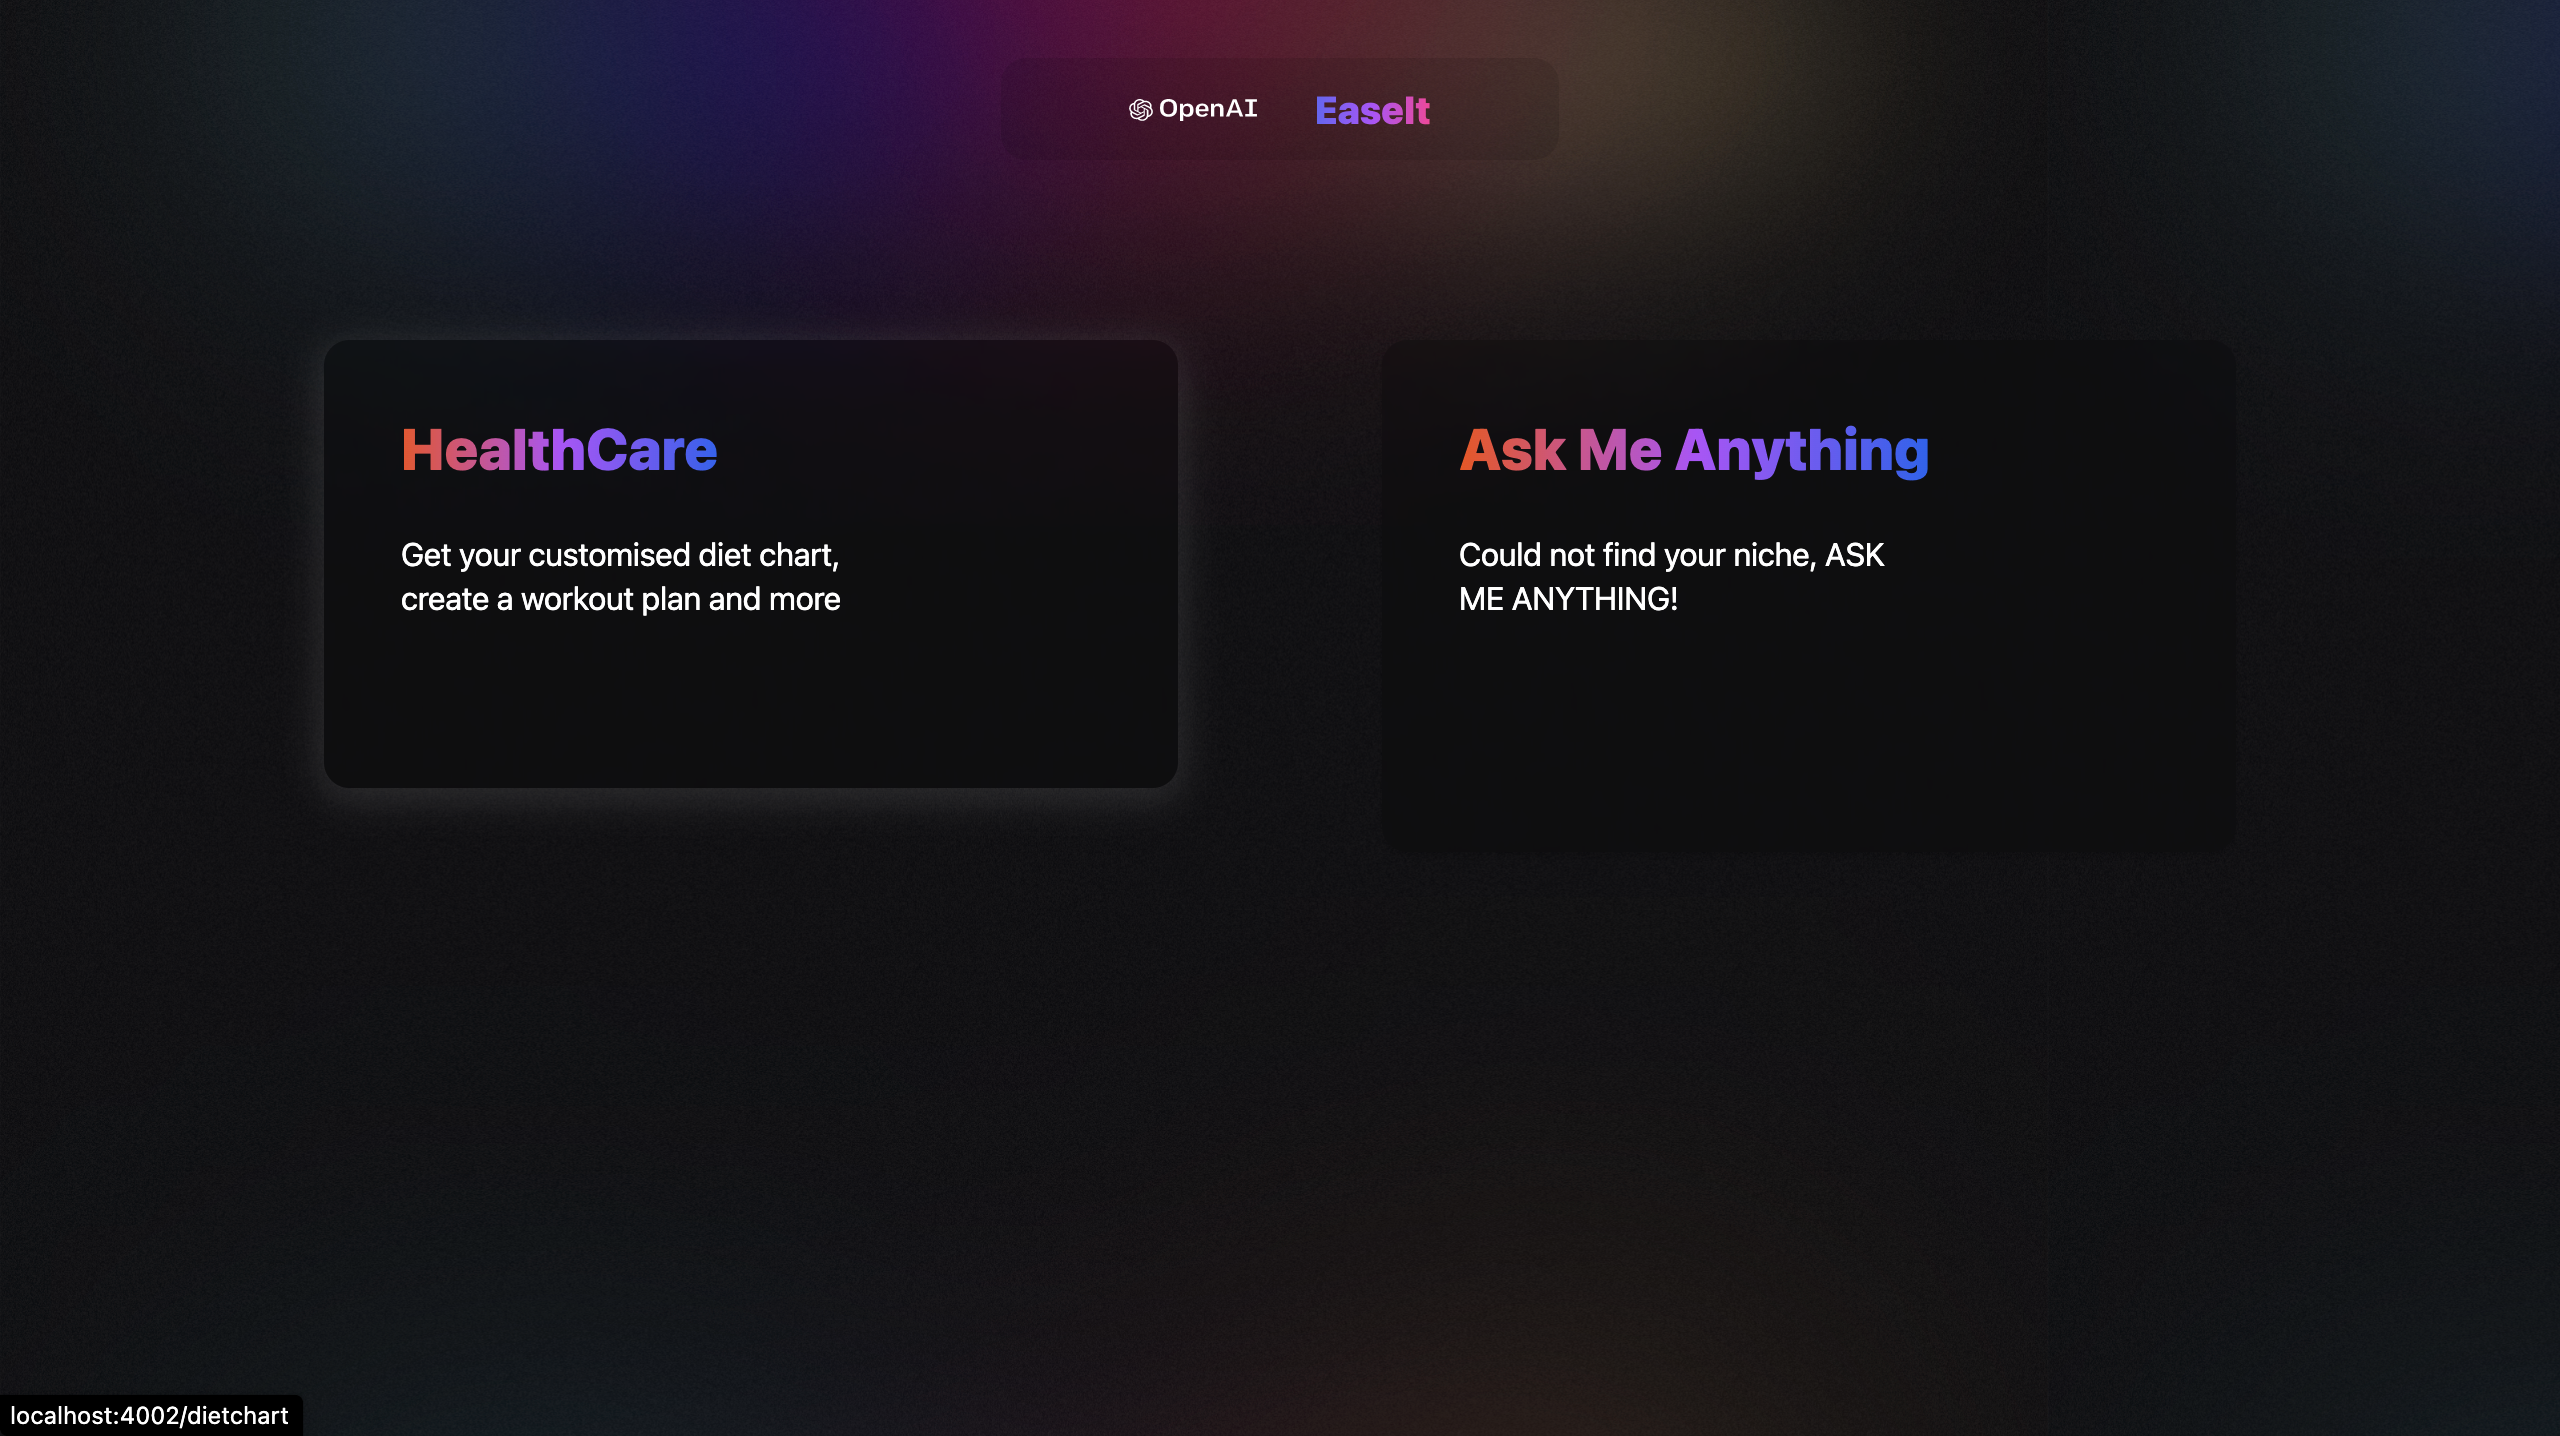 OpenAI EaseIt
HealthCare
Get your customised diet chart,
create a workout plan and more
Ask Me Anything
Could not find your niche, ASK
ME ANYTHING!
localhost:4002/dietchart